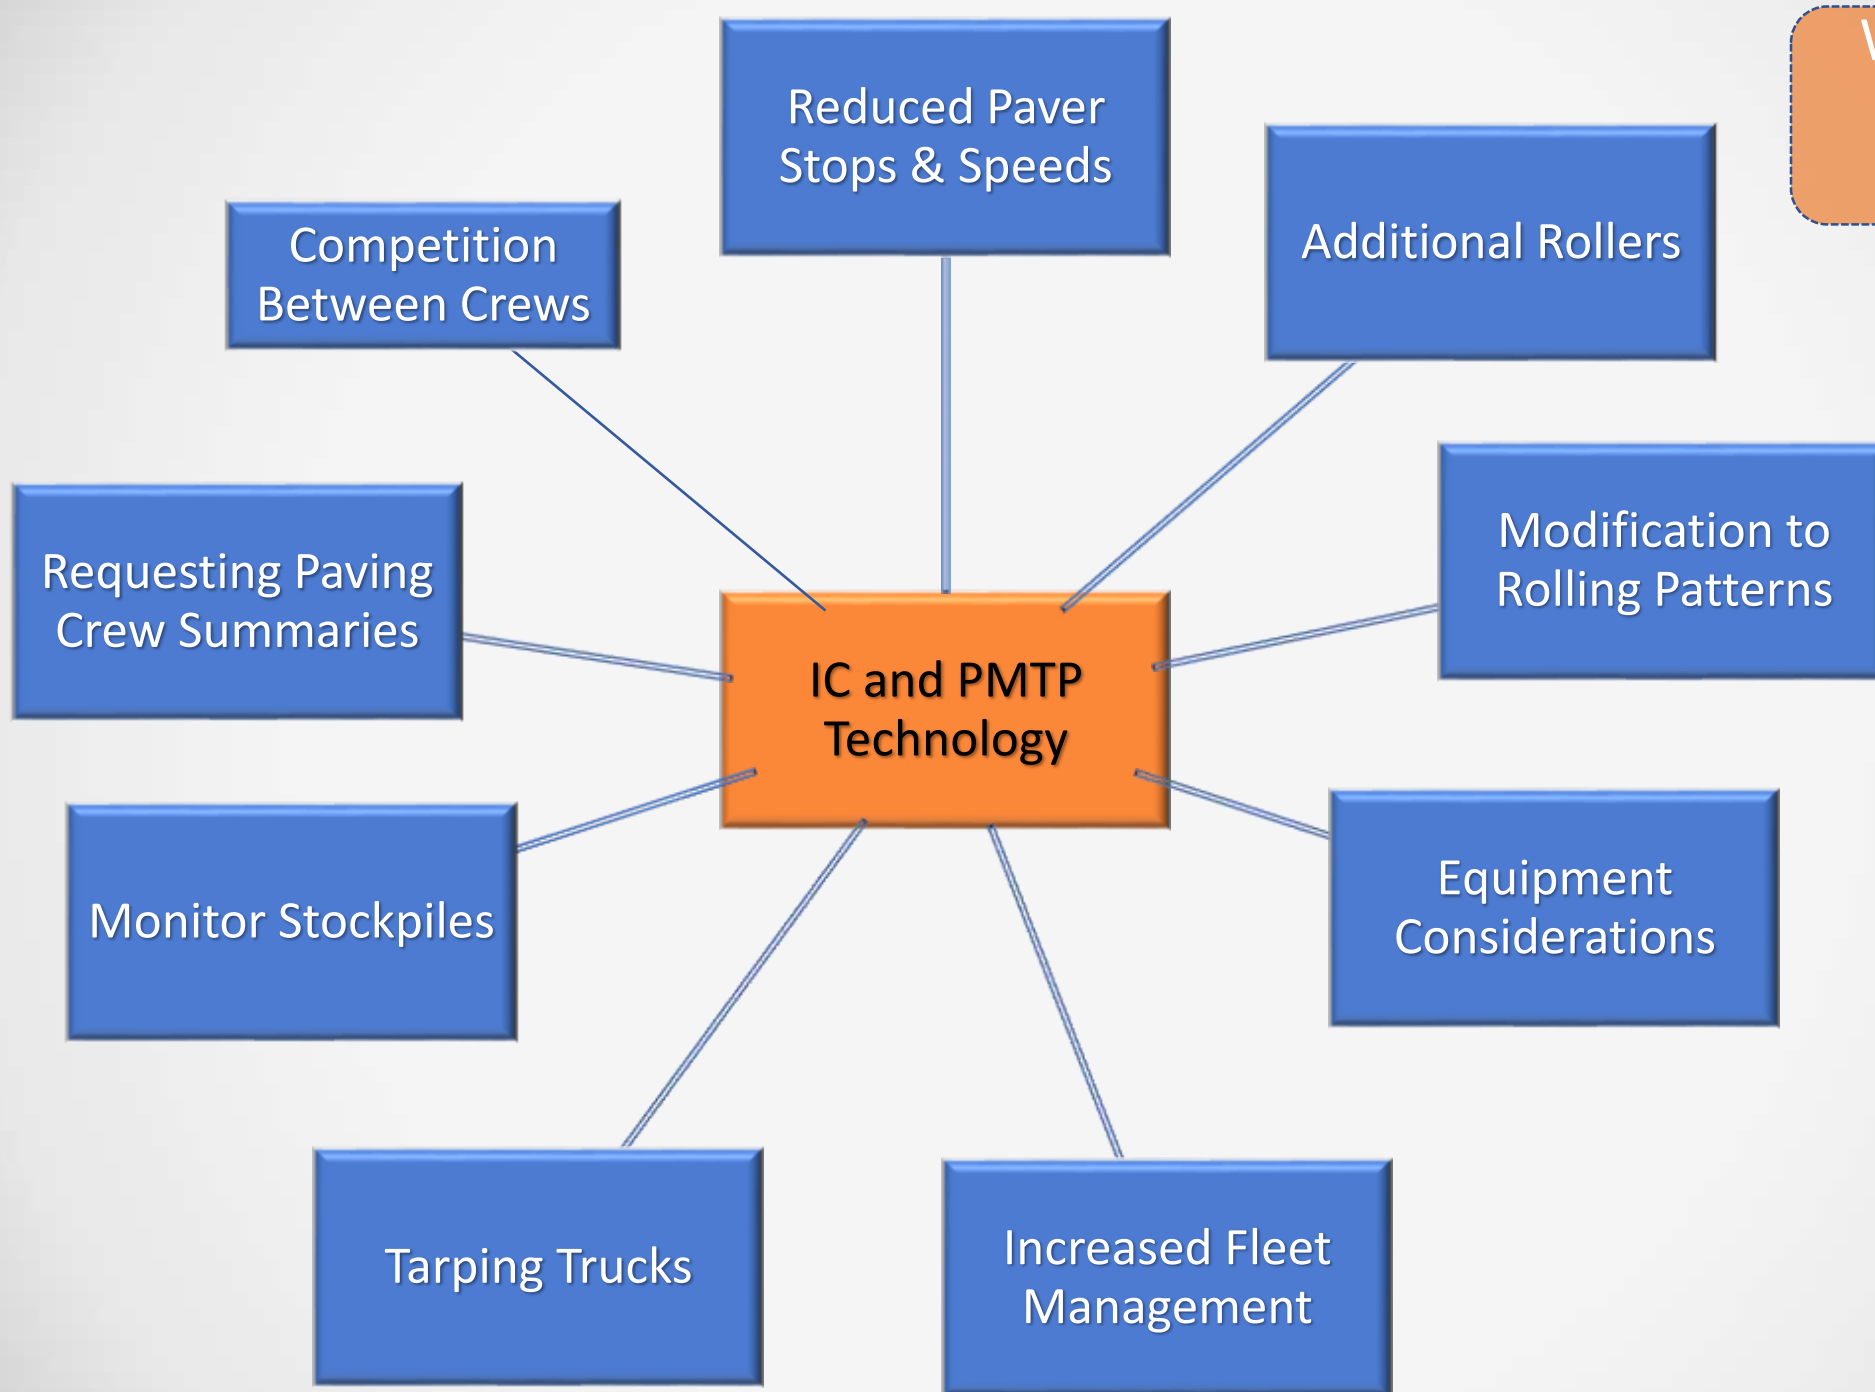 Reduced Paver
Stops & Speeds
Additional Rollers
Competition
Between Crews
Modification to
Rolling Patterns
Requesting Paving
Crew Summaries
IC and PMTP
Technology
Equipment
Considerations
Monitor Stockpiles
Tarping Trucks
Increased Fleet
Management